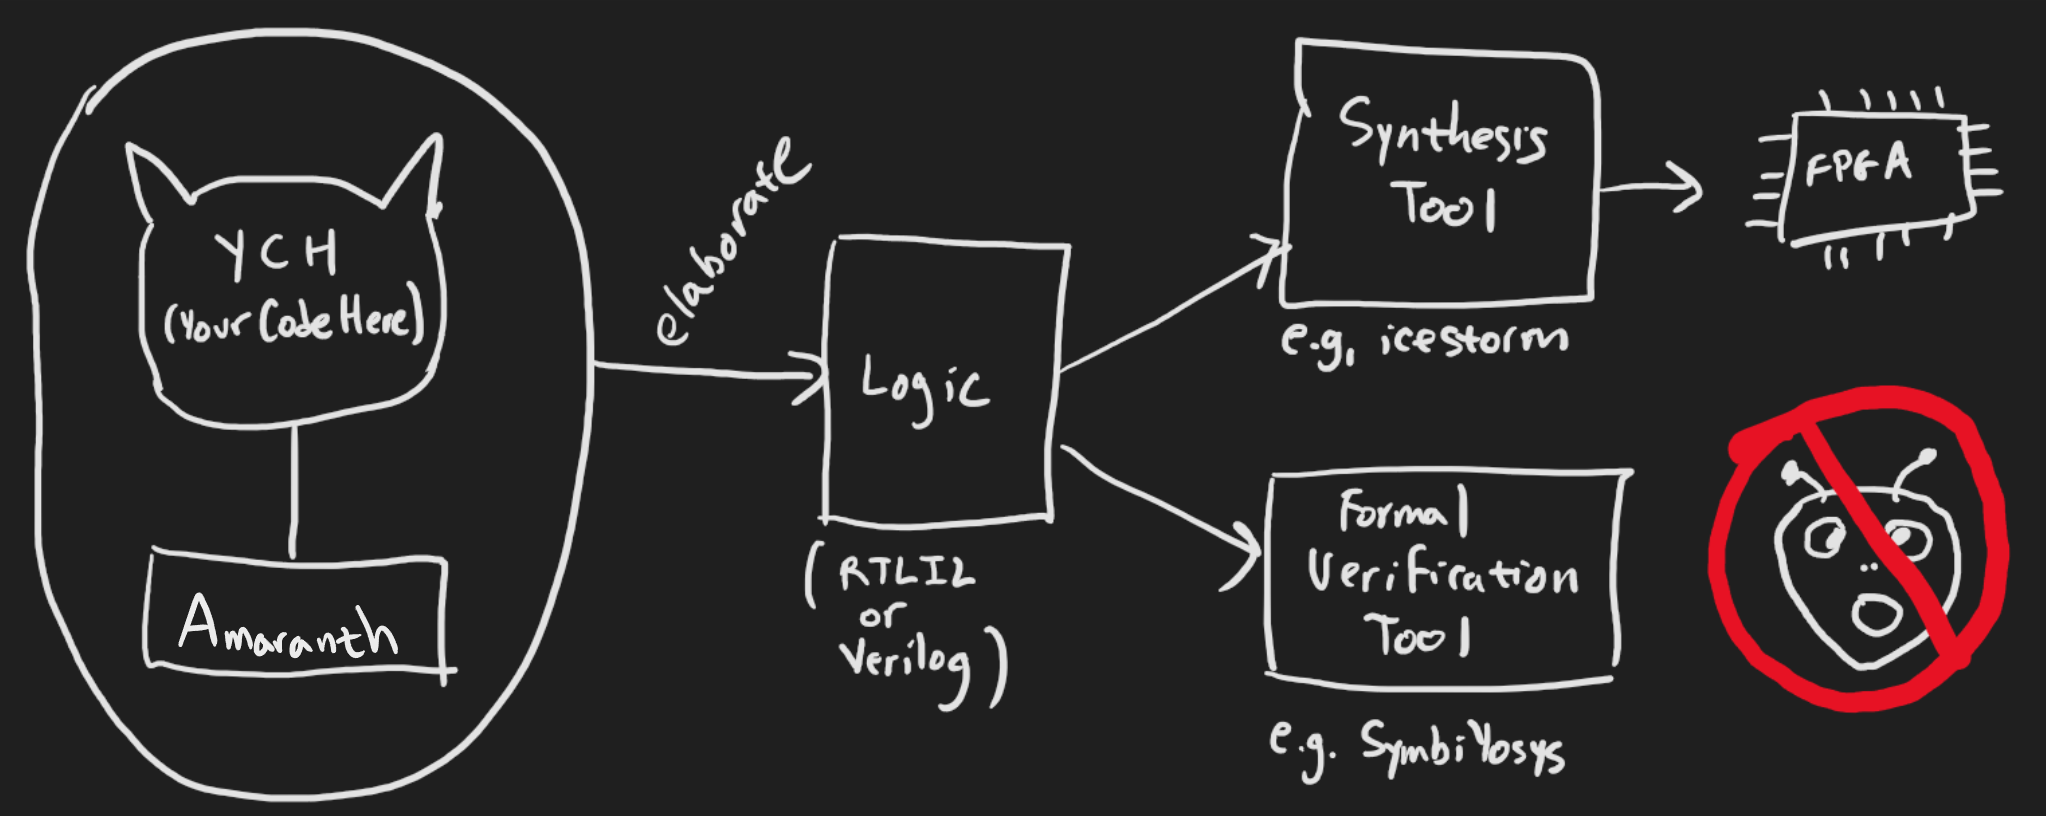 YCH
(Your Code Here)
Amaranth
elaborate
Logic
(RTLIL
or
Verilog)
Synthesis
Tool
e.g, icestorm
FPGA
Formal
Verification
Tool
e.g. SymbiYosys